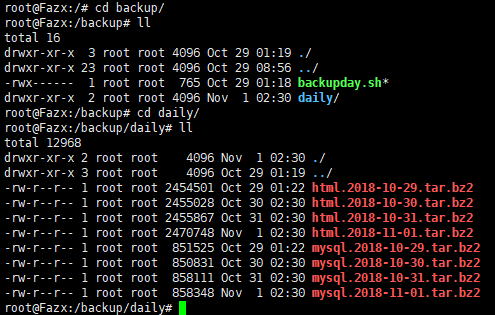 root@Fazx:/# cd backup/
root@Fazx:/backup# ll
total 16
drwxr-xr-x  3 root root 4096 Oct 29 01:19 ./
drwxr-xr-x 23 root root 4096 Oct 29 08:56 ../
-rwx------  1 root root  765 Oct 29 01:18 backupday.sh*
drwxr-xr-x  2 root root 4096 Nov  1 02:30 daily/
root@Fazx:/backup# cd daily/
root@Fazx:/backup/daily# ll
total 12968
drwxr-xr-x 2 root root    4096 Nov  1 02:30 ./
drwxr-xr-x 3 root root    4096 Oct 29 01:19 ../
-rw-r--r-- 1 root root 2454501 Oct 29 01:22 html.2018-10-29.tar.bz2
-rw-r--r-- 1 root root 2455028 Oct 30 02:30 html.2018-10-30.tar.bz2
-rw-r--r-- 1 root root 2455867 Oct 31 02:30 html.2018-10-31.tar.bz2
-rw-r--r-- 1 root root 2470748 Nov  1 02:30 html.2018-11-01.tar.bz2
-rw-r--r-- 1 root root  851525 Oct 29 01:22 mysql.2018-10-29.tar.bz2
-rw-r--r-- 1 root root  850831 Oct 30 02:30 mysql.2018-10-30.tar.bz2
-rw-r--r-- 1 root root  858111 Oct 31 02:30 mysql.2018-10-31.tar.bz2
-rw-r--r-- 1 root root  858348 Nov  1 02:30 mysql.2018-11-01.tar.bz2
root@Fazx:/backup/daily#